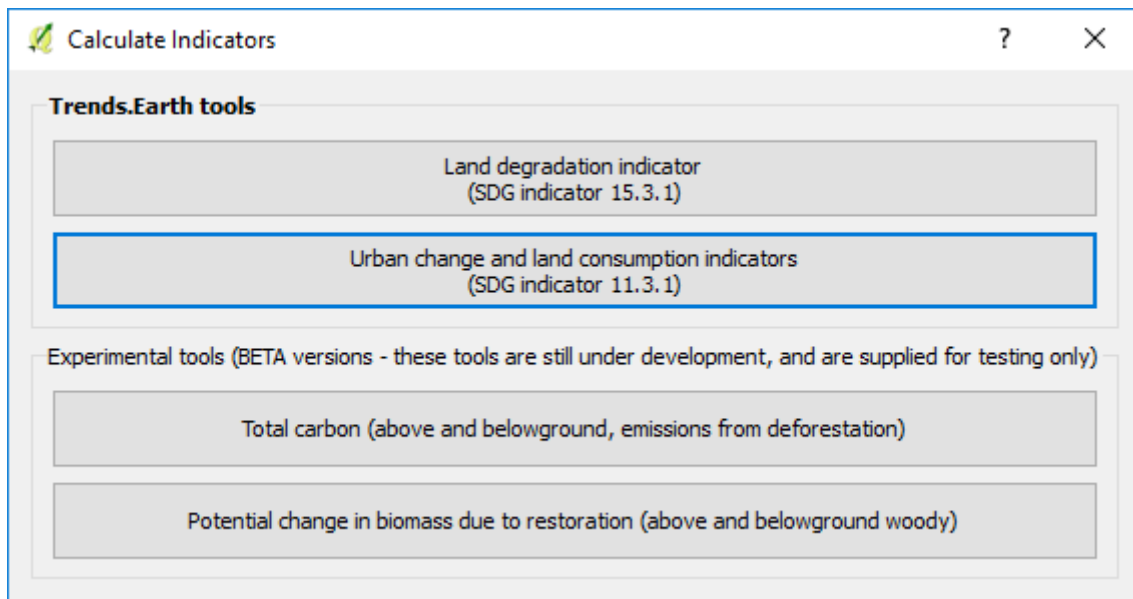 Calculate Indicators
Trends.Earth tools
Land degradation indicator
(SDG indicator 15.3.1)
Urban change and land consumption indicators
(SDG indicator 11.3.1)
Experimental tools (BETA versions - these tools are still under development, and are supplied for testing only)
Total carbon (above and belowground, emissions from deforestation)
Potential change in biomass due to restoration (above and belowground woody)